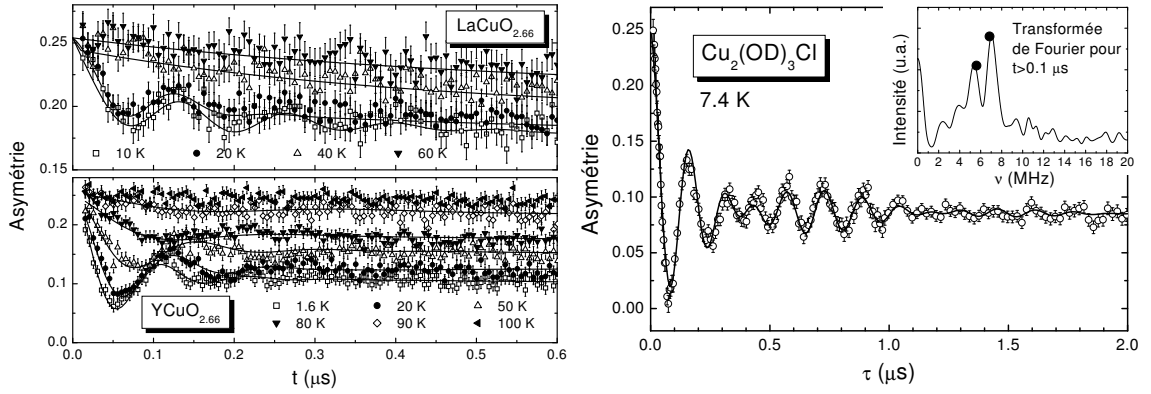 LaCuO2.66
0.25
0.20
0.15
10 K 20 K 40 K 60 K
Asymétrie
0.2
0.1
0.0
YCuO2.66
1.6 K 20 K 50 K
80 K 90 K 100 K
0.0 0.1 0.2 0.3 0.4 0.5 0.6
t (μs)
Cu2(OD)3Cl
7.4 K
0.25
0.20
0.15
0.10
0.05
0.00
Asymétrie
0.0 0.5 1.0 1.5 2.0
τ (μs)
Transformée
de Fourier pour
t>0.1 μs
Intensité (u.a.)
0 2 4 6 8 10 12 14 16 18 20
ν (MHz)